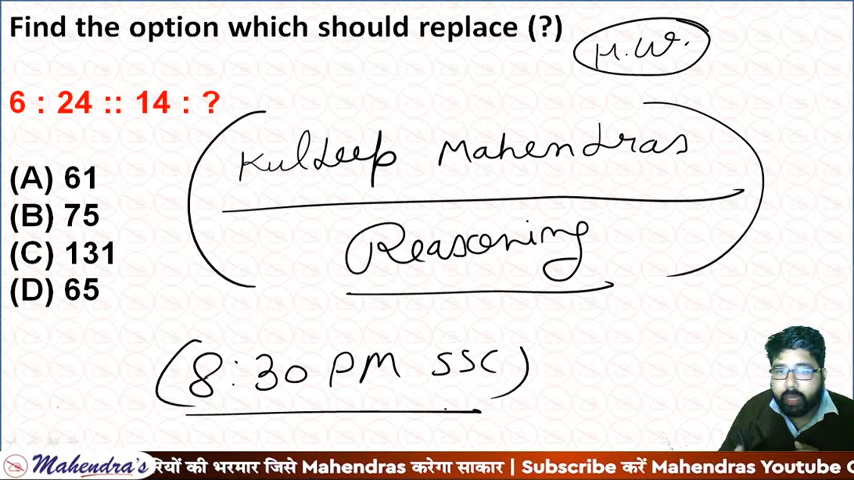 Find the option which should replace (?)
H.W.
6 : 24 :: 14 : ?
Kuldeep Mahendras
Reasoning
(A) 61
(B) 75
(C) 131
(D) 65
(8:30 PM SSC)
Mahendra's
रियों की भरमार जिसे Mahendras करेगा साकार | Subscribe करें Mahendras Youtube C